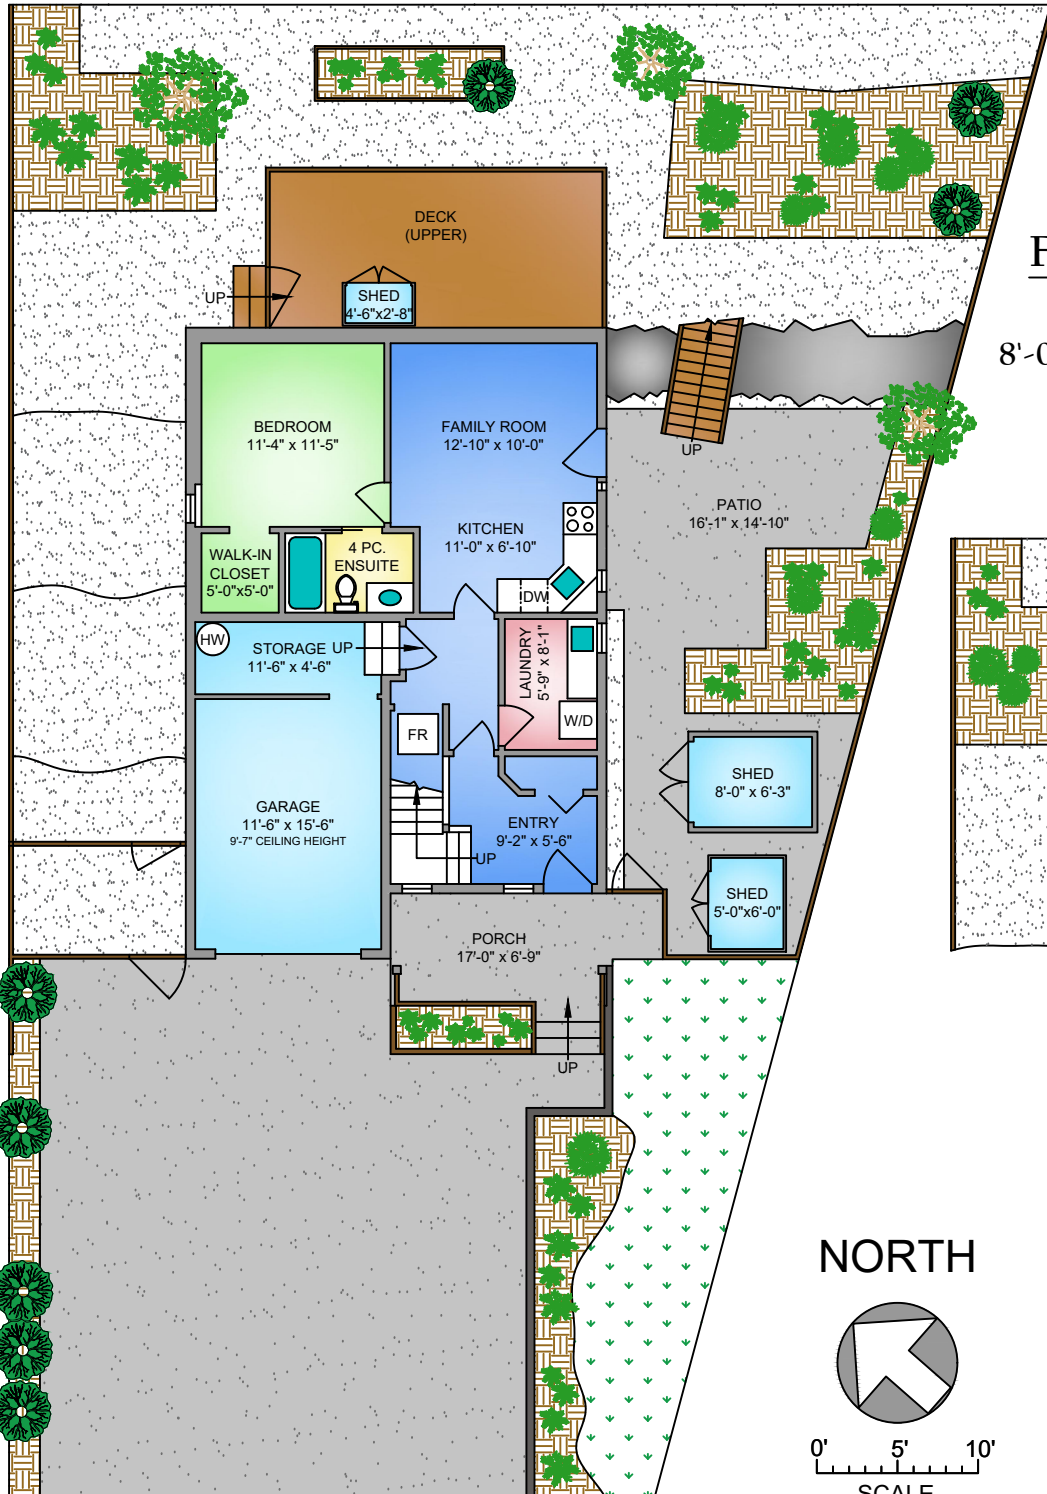 DECK
(UPPER)
UP
SHED
4'-6"x2'-8"
8'-0
BEDROOM
11'-4" x 11'-5"
FAMILY ROOM
12'-10" x 10'-0"
UP
PATIO
16'-1" x 14'-10"
KITCHEN
11'-0" x 6'-10"
WALK-IN
CLOSET
5'-0"x5'-0"
4 PC.
ENSUITE
DW
HW
STORAGE
11'-6" x 4'-6"
UP
LAUNDRY
5'-9" x 8'-1"
W/D
FR
SHED
8'-0" x 6'-3"
GARAGE
11'-6" x 15'-6"
9'-7" CEILING HEIGHT
ENTRY
9'-2" x 5'-6"
UP
SHED
5'-0"x6'-0"
PORCH
17'-0" x 6'-9"
UP
NORTH
0' 5' 10'
SCALE